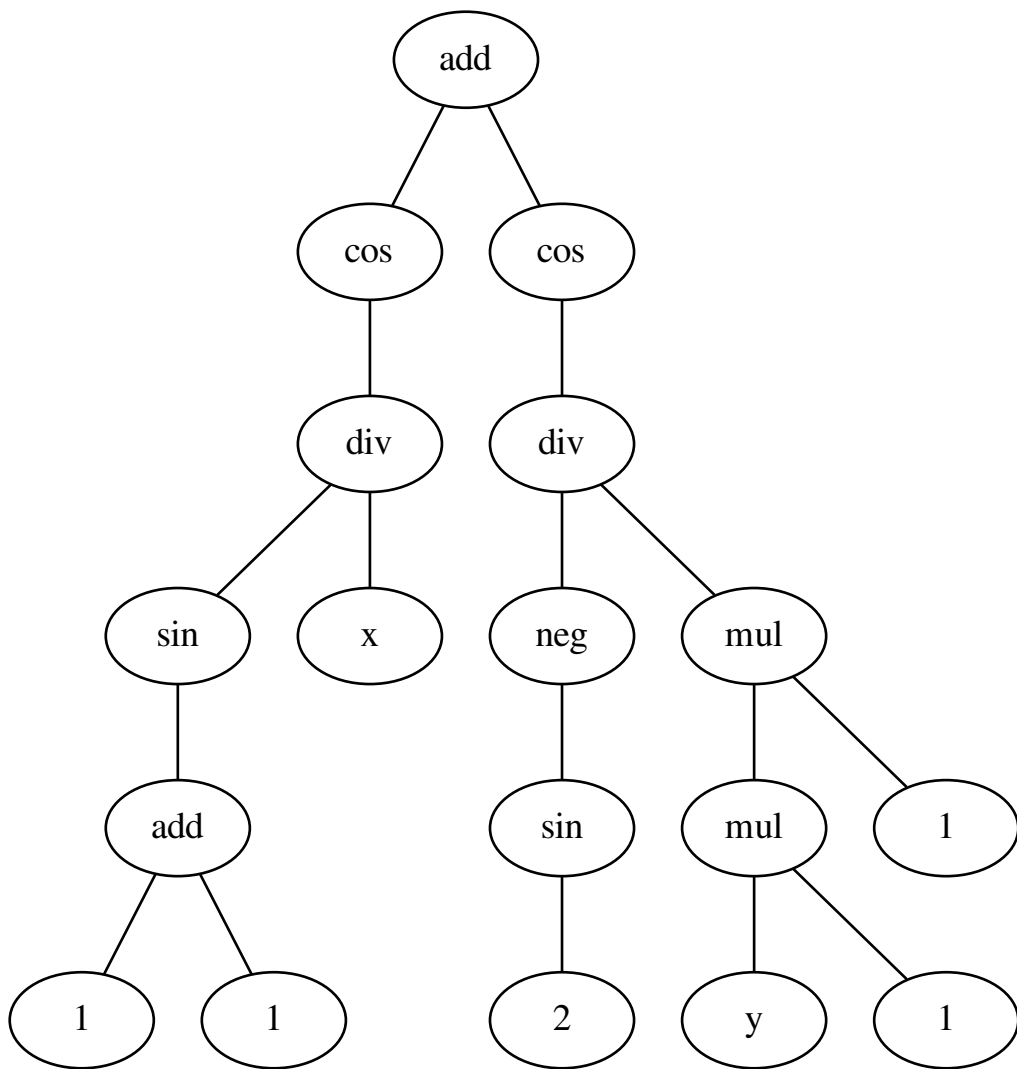 add
cos cos
div div
sin x neg mul
add sin mul 1
1 1 2 y 1